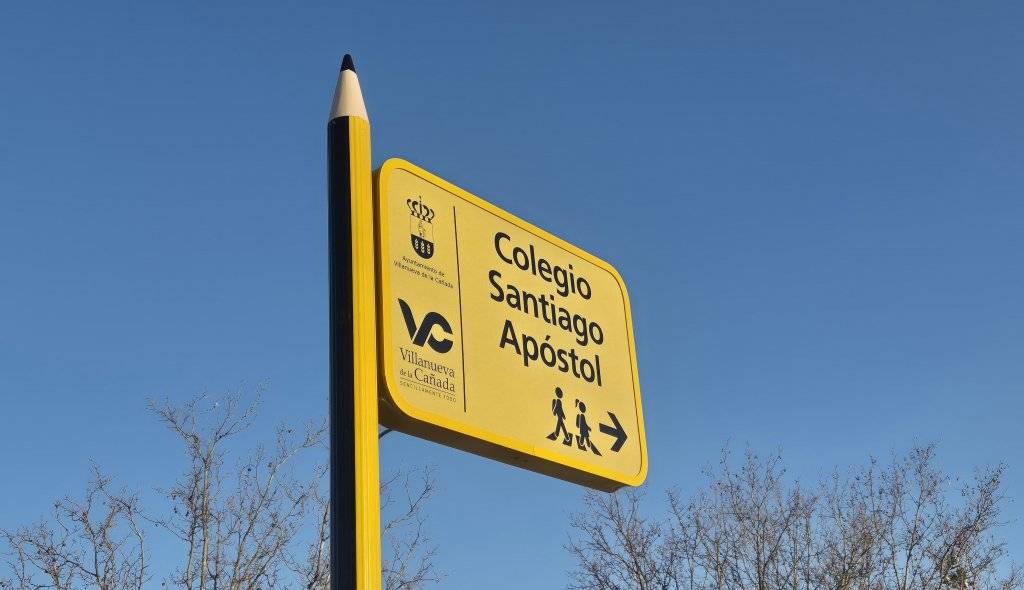 Ayuntamiento de
Villanueva de la Cañada
VC
Villanueva
de la Cañada
SENCILLAMENTE TODO
Colegio
Santiago
Apóstol